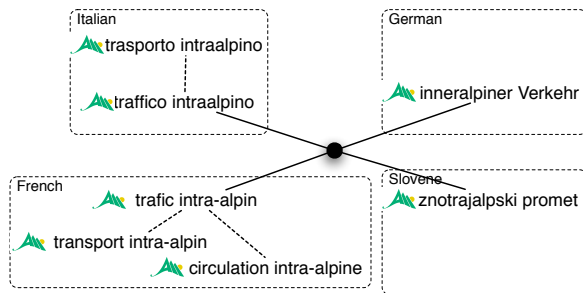 Italian
trasporto intraalpino
traffico intraalpino
German
inneralpiner Verkehr
French
trafic intra-alpin
transport intra-alpin
circulation intra-alpine
Slovene
znotrajalpski promet